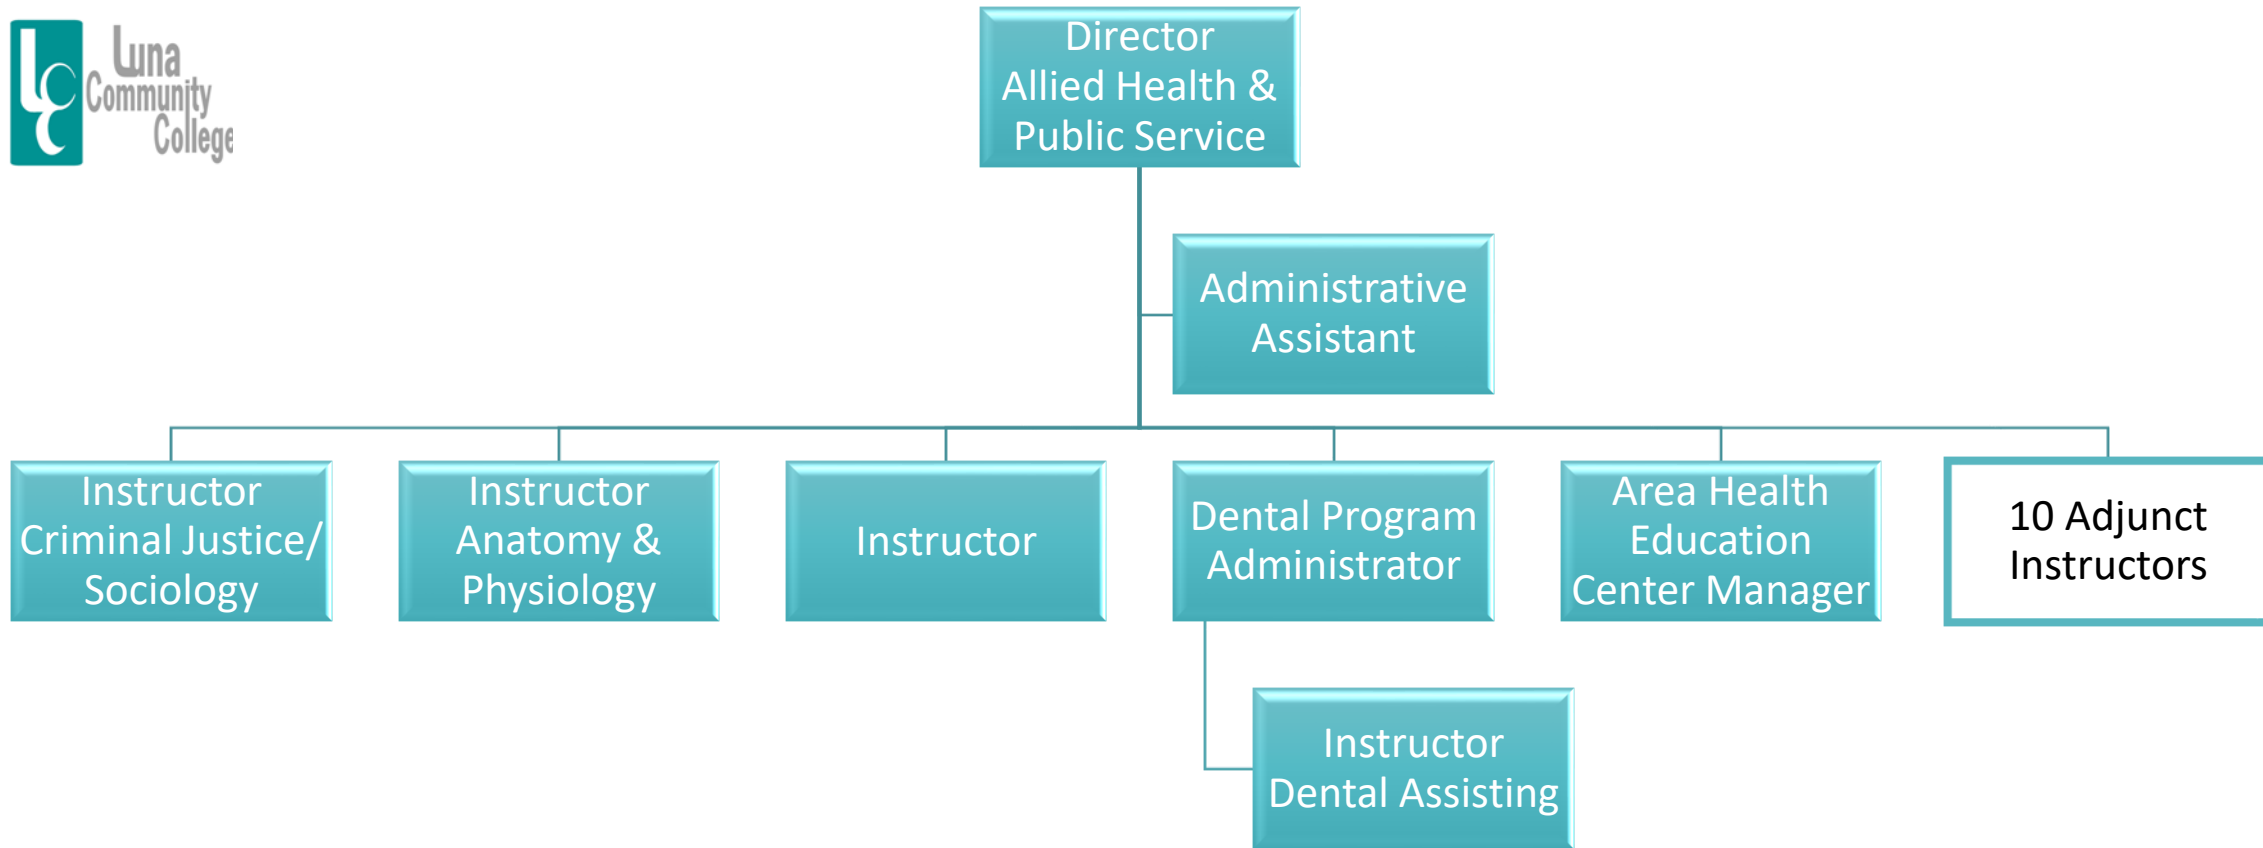 Luna
Community
College
Director
Allied Health &
Public Service
Administrative
Assistant
Instructor
Criminal Justice/
Sociology
Instructor
Anatomy &
Physiology
Instructor
Dental Program
Administrator
Area Health
Education
Center Manager
10 Adjunct
Instructors
Instructor
Dental Assisting